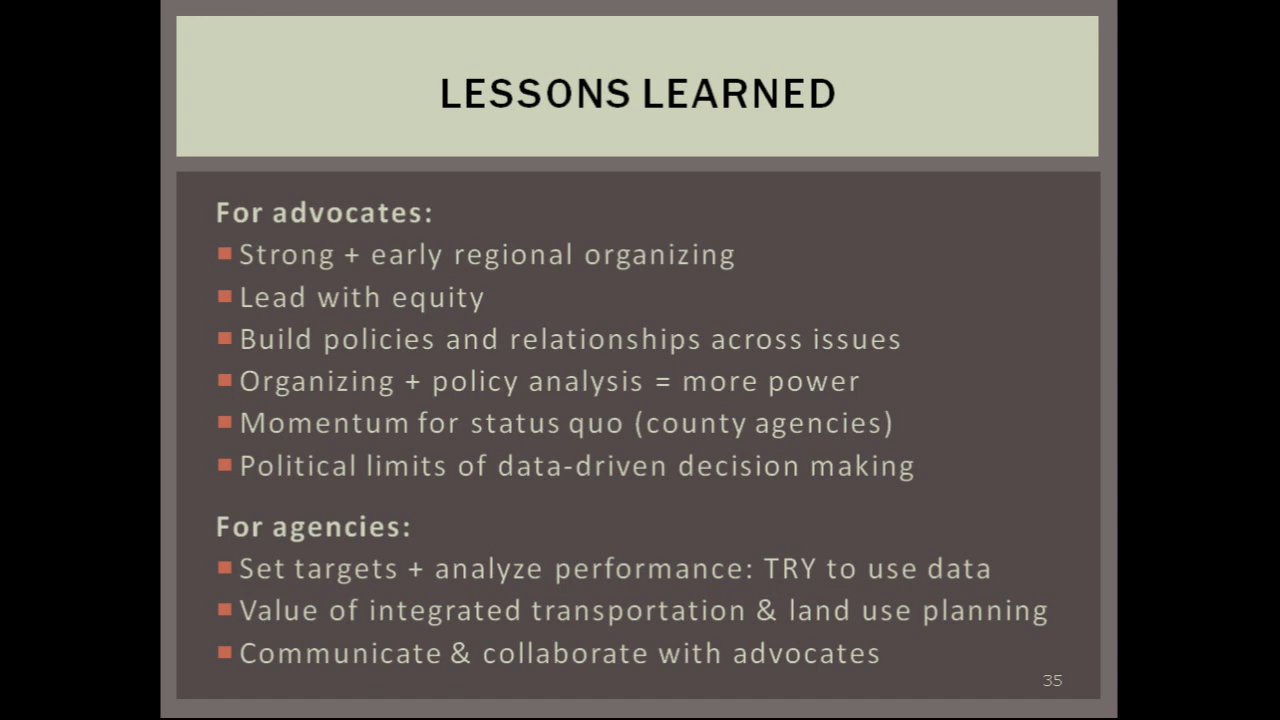 LESSONS LEARNED
For advocates:
Strong + early regional organizing
Lead with equity
Build policies and relationships across issues
Organizing + policy analysis = more power
Momentum for status quo (county agencies)
Political limits of data-driven decision making
For agencies:
Set targets + analyze performance: TRY to use data
Value of integrated transportation & land use planning
Communicate & collaborate with advocates
35